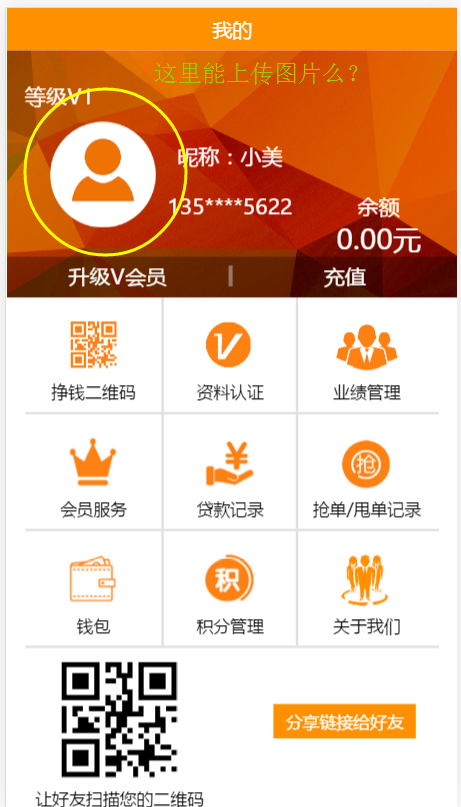 我的
这里能上传图片么？
等级V1
昵称：小美
135****5622
余额
0.00元
升级V会员 | 充值
挣钱二维码 资料认证 业绩管理
抢
会员服务 贷款记录 抢单/甩单记录
积
钱包 积分管理 关于我们
分享链接给好友
让好友扫描您的二维码